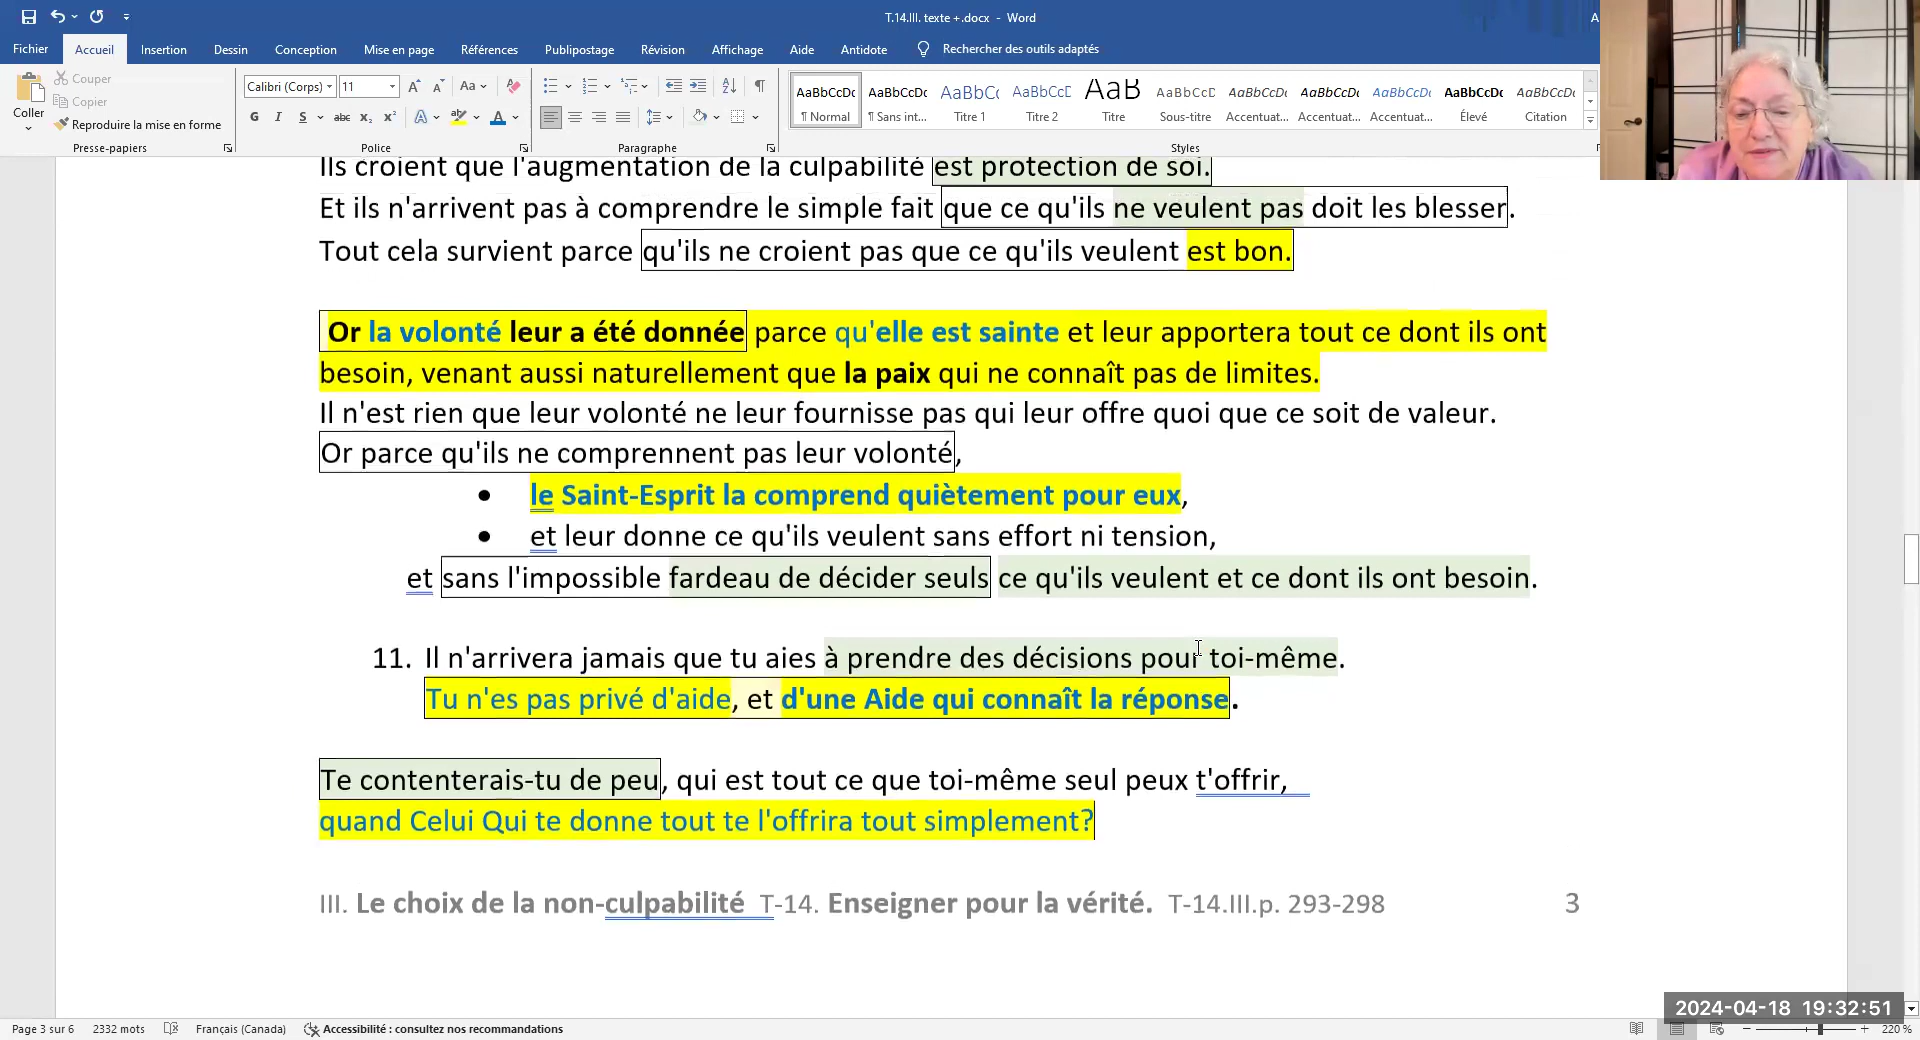 T.14.III. texte +.docx - Word
A
Fichier Accueil Insertion Dessin Conception Mise en page Références Publipostage Révision Affichage Aide Antidote Rechercher des outils adaptés
Coller
Couper
Copier
Reproduire la mise en forme
Presse-papiers
Calibri (Corps) 11
Aa
G I S abc x₂ x² A A
Police
Paragraphe
AaBbCcDc AaBbCcDc AaBbCc AaBbCcE AaB AaBbCcD AaBbCcDc AaBbCcDc AaBbCcDc AaBbCcDc AaBbCcDc
¶ Normal ¶ Sans int... Titre 1 Titre 2 Titre Sous-titre Accentuat... Accentuat... Accentuat... Élevé Citation
Styles
Ils croient que l'augmentation de la culpabilité est protection de soi.
Et ils n'arrivent pas à comprendre le simple fait que ce qu'ils ne veulent pas doit les blesser.
Tout cela survient parce qu'ils ne croient pas que ce qu'ils veulent est bon.
Or la volonté leur a été donnée parce qu'elle est sainte et leur apportera tout ce dont ils ont
besoin, venant aussi naturellement que la paix qui ne connaît pas de limites.
Il n'est rien que leur volonté ne leur fournisse pas qui leur offre quoi que ce soit de valeur.
Or parce qu'ils ne comprennent pas leur volonté,
• le Saint-Esprit la comprend quiètement pour eux,
• et leur donne ce qu'ils veulent sans effort ni tension,
et sans l'impossible fardeau de décider seuls ce qu'ils veulent et ce dont ils ont besoin.
11. Il n'arrivera jamais que tu aies à prendre des décisions pour toi-même.
Tu n'es pas privé d'aide, et d'une Aide qui connaît la réponse.
Te contenterais-tu de peu, qui est tout ce que toi-même seul peux t'offrir,
quand Celui Qui te donne tout te l'offrira tout simplement?
III. Le choix de la non-culpabilité T-14. Enseigner pour la vérité. T-14.III.p. 293-298 3
2024-04-18 19:32:51
Page 3 sur 6 2332 mots Français (Canada) Accessibilité : consultez nos recommandations 220 %